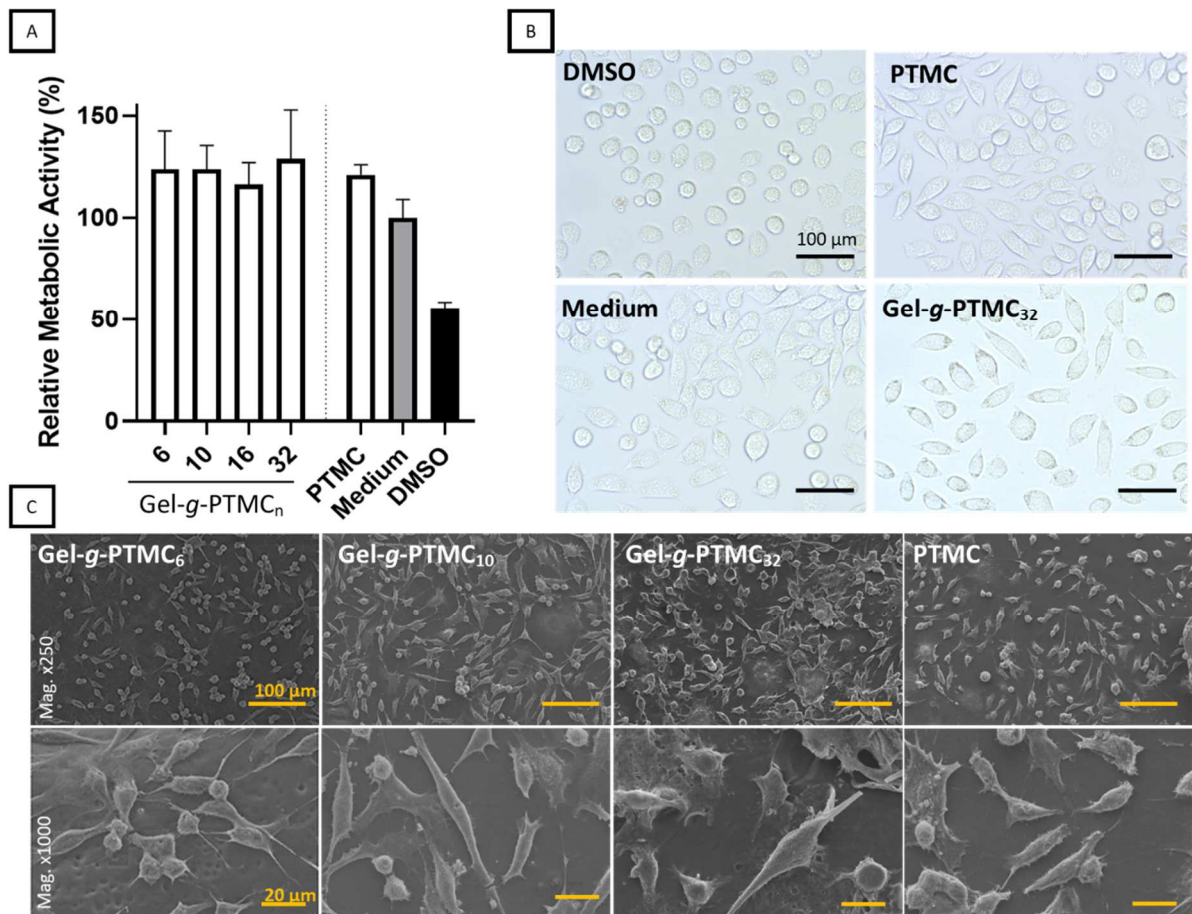 A
Relative Metabolic Activity (%)
150
100
50
0
6
10
16
32
PTMC
Medium
DMSO
Gel-g-PTMCₙ
B
DMSO
100 µm
PTMC
Medium
Gel-g-PTMC₃₂
C
Gel-g-PTMC₆
Gel-g-PTMC₁₀
Gel-g-PTMC₃₂
PTMC
Mag. x250
100 µm
Mag. x1000
20 µm